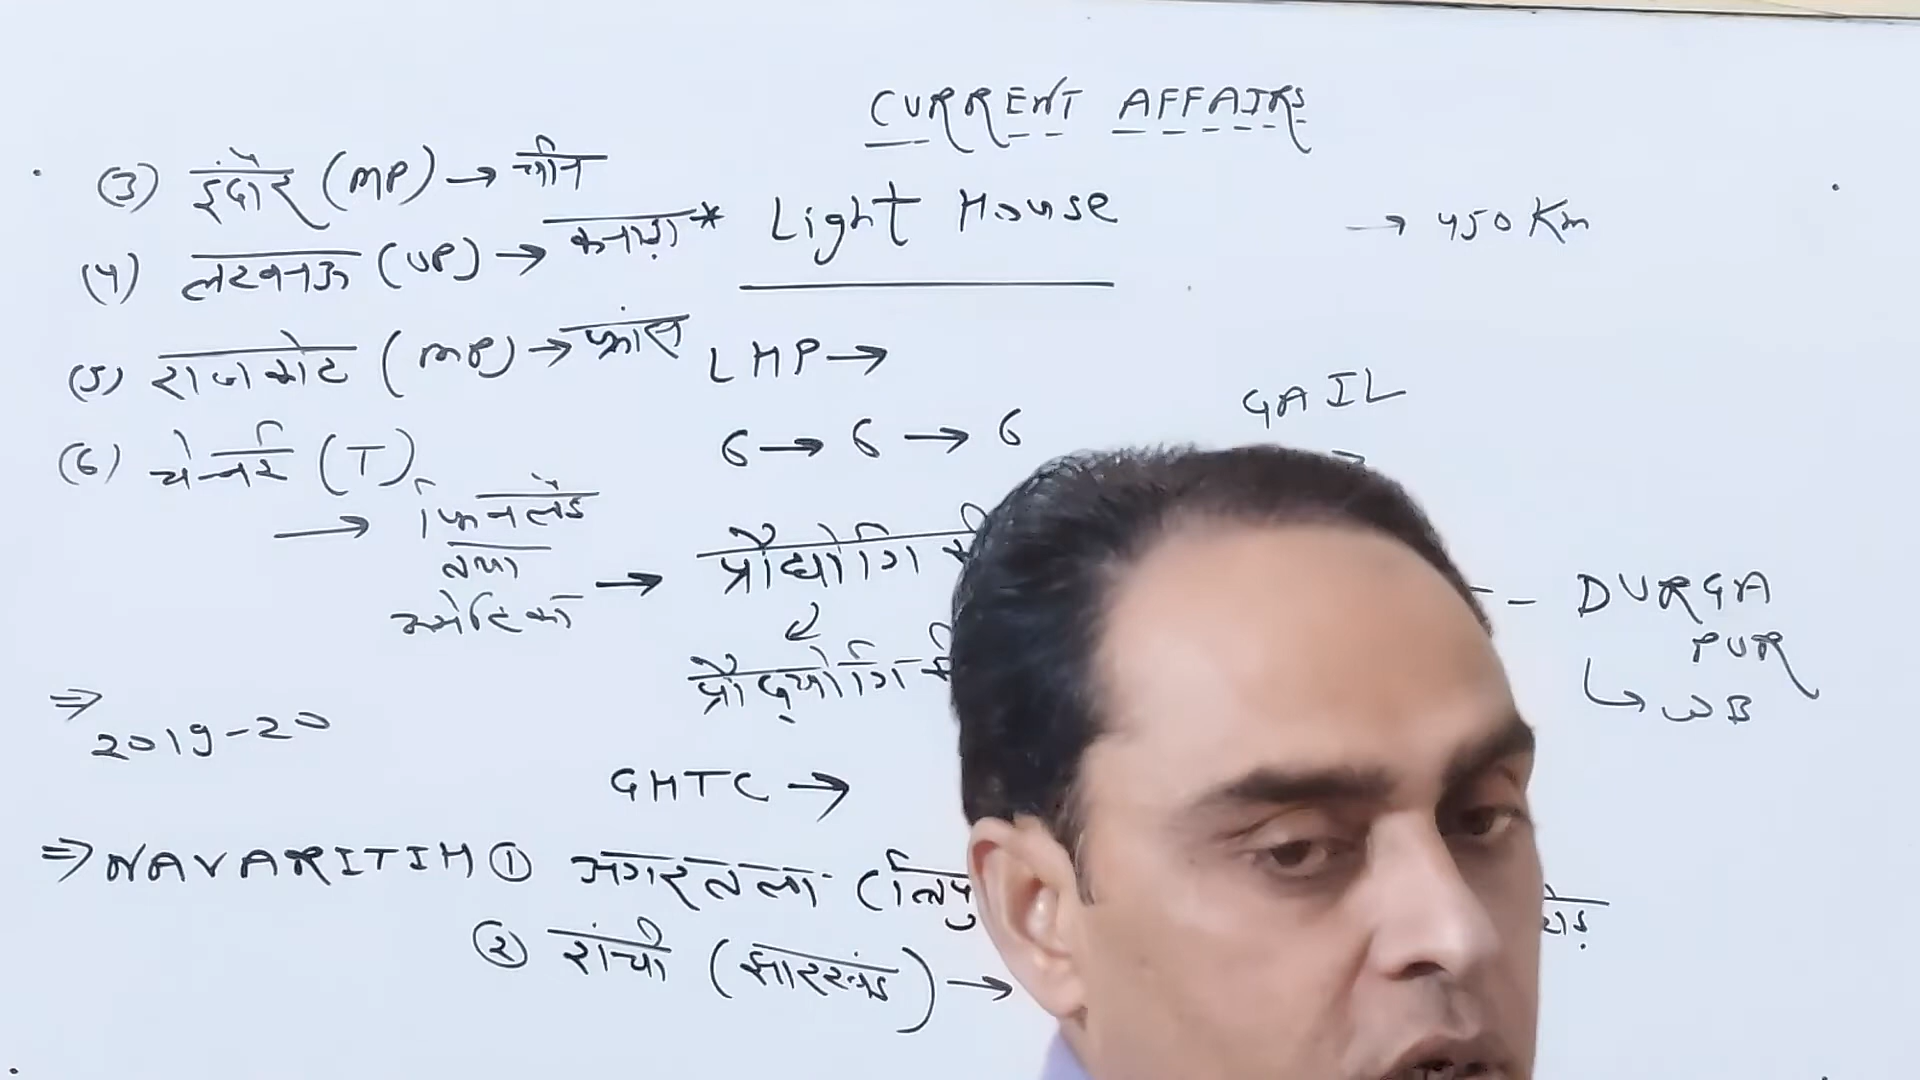 CURRENT AFFAIRS
(3) इंदौर (MP) → चीन
(4) लखनऊ (UP) → कनाडा *
(5) राजकोट (MP) → फ्रांस
(6) चेन्नई (T)
→ फिनलैंड
तथा
अमेरिका
⇒ 2019-20
Light House
LHP →
6 → 6 → 6
→ प्रौद्योगि
प्रौद्योगि
GHTC →
⇒ NAVARITIH ① अगरतला (त्रिपु
② रांची (झारखंड) →
→ 450 Km
GAIL
DURGA
PUR
↳ WB